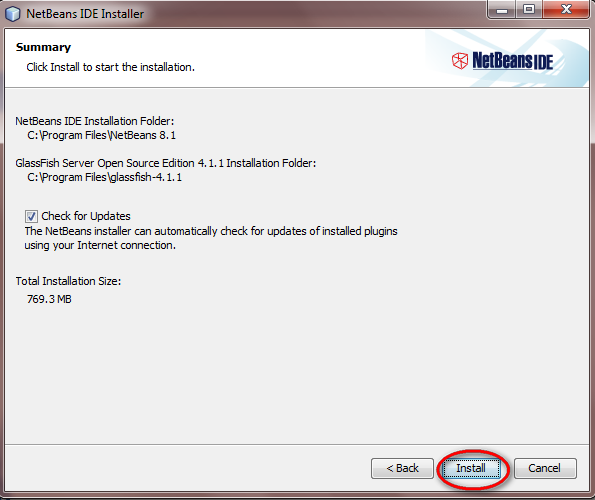 NetBeans IDE Installer
Summary
Click Install to start the installation.
NetBeans IDE
NetBeans IDE Installation Folder:
C:\Program Files\NetBeans 8.1
GlassFish Server Open Source Edition 4.1.1 Installation Folder:
C:\Program Files\glassfish-4.1.1
Check for Updates
The NetBeans installer can automatically check for updates of installed plugins
using your Internet connection.
Total Installation Size:
769.3 MB
< Back Install Cancel